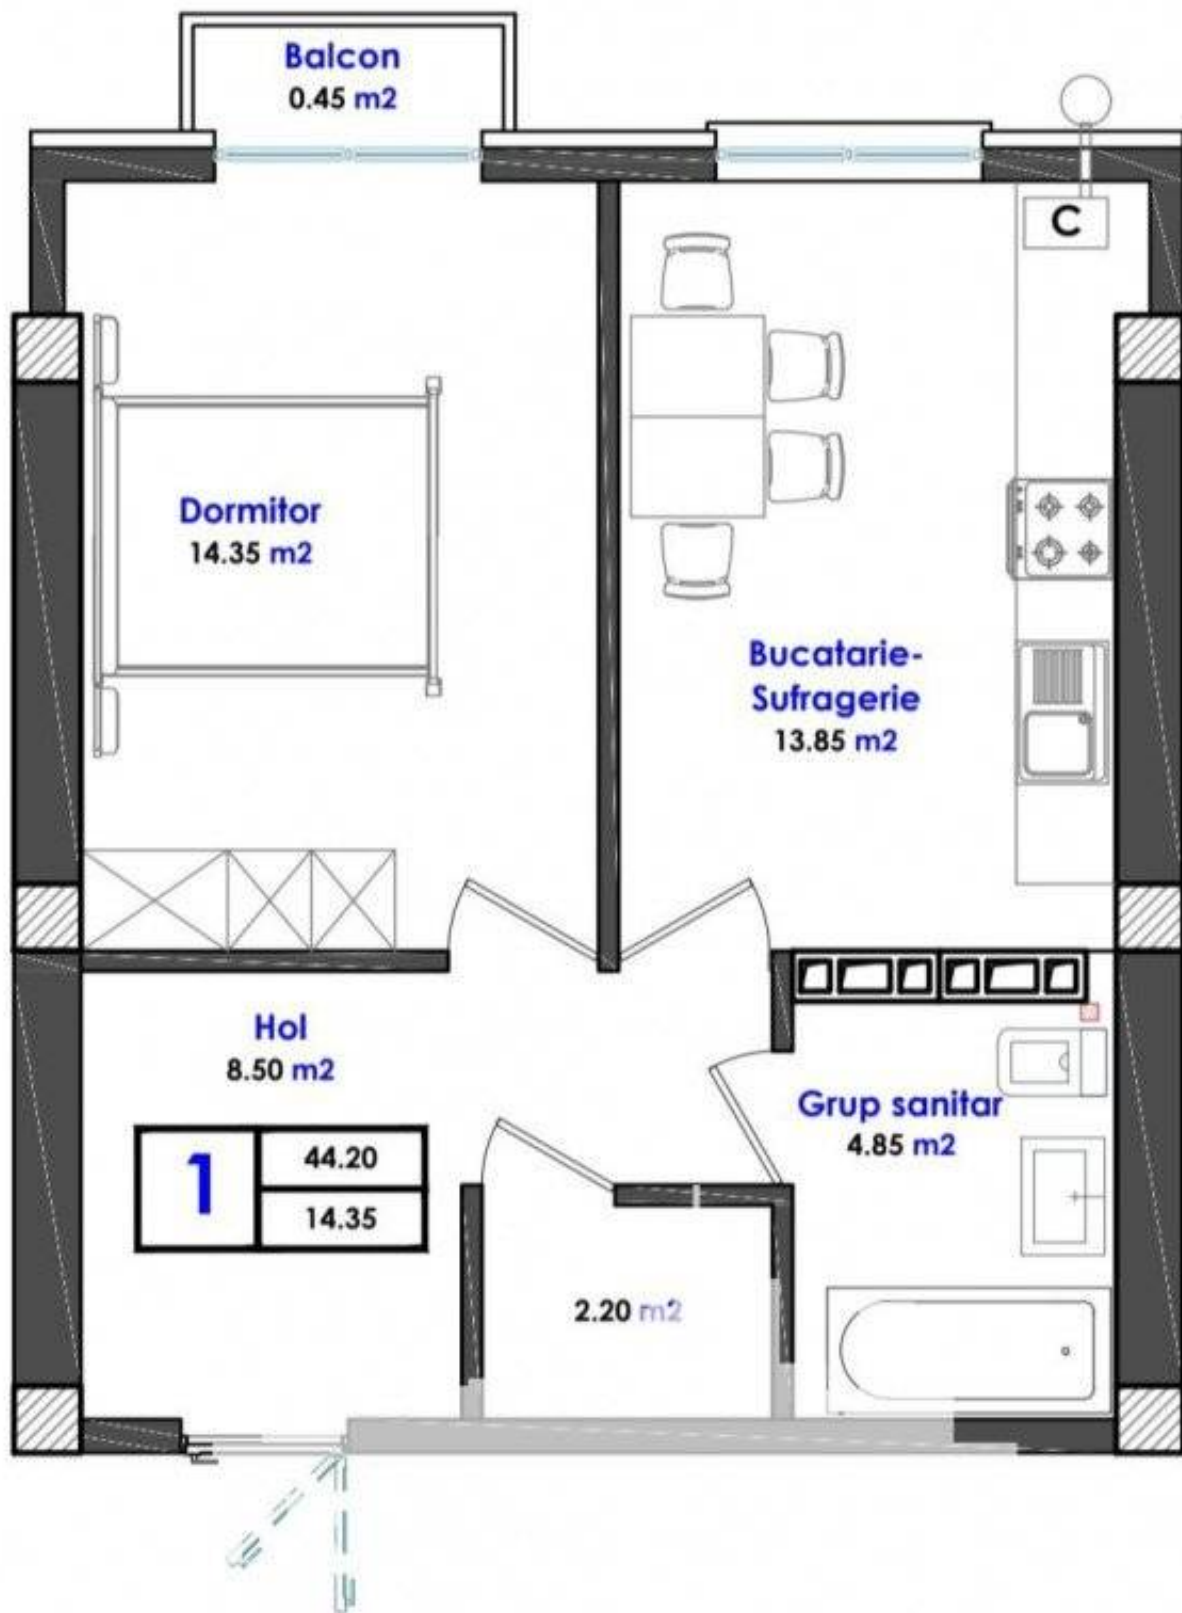 Balcon
0.45 m2
C
Dormitor
14.35 m2
Bucatarie-
Sufragerie
13.85 m2
Hol
8.50 m2
Grup sanitar
4.85 m2
1
44.20
14.35
2.20 m2